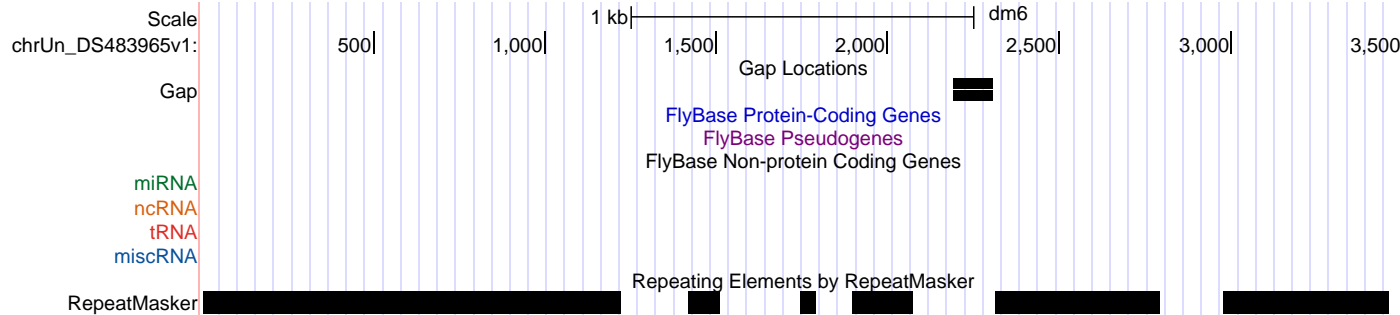 Scale 1 kb dm6
chrUn_DS483965v1: 500 1,000 1,500 2,000 2,500 3,000 3,500
Gap Locations
Gap
FlyBase Protein-Coding Genes
FlyBase Pseudogenes
FlyBase Non-protein Coding Genes
miRNA
ncRNA
tRNA
miscRNA
Repeating Elements by RepeatMasker
RepeatMasker